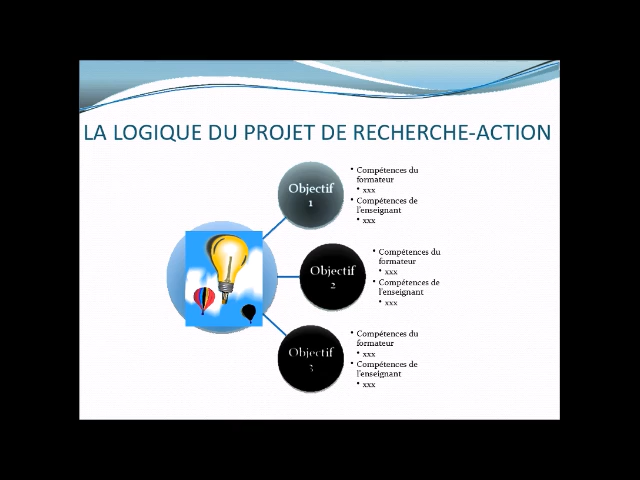 LA LOGIQUE DU PROJET DE RECHERCHE-ACTION
Objectif
1
• Compétences du
formateur
• xxx
• Compétences de
l'enseignant
• xxx
Objectif
2
• Compétences du
formateur
• xxx
• Compétences de
l'enseignant
• xxx
Objectif
3
• Compétences du
formateur
• xxx
• Compétences de
l'enseignant
• xxx